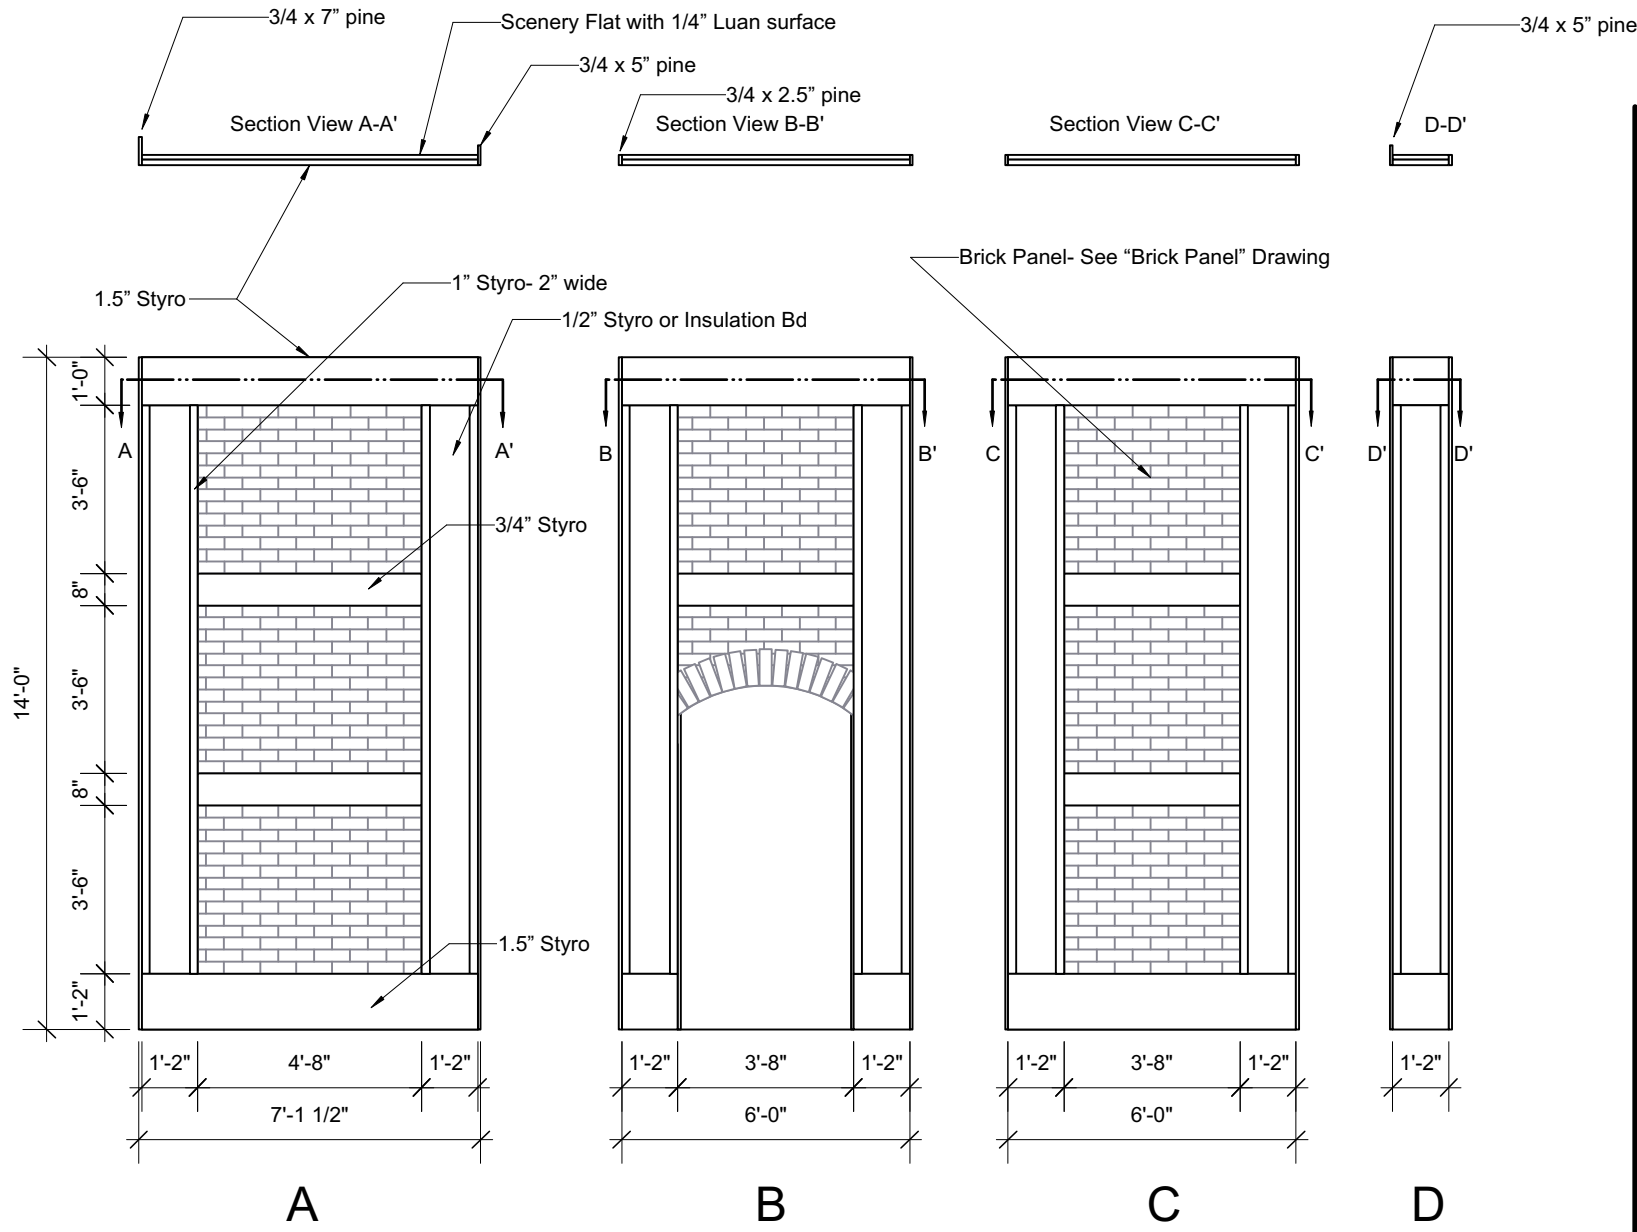 3/4 x 7” pine
Scenery Flat with 1/4” Luan surface
3/4 x 5” pine
3/4 x 5” pine
3/4 x 2.5” pine
Section View A-A'
Section View B-B'
Section View C-C'
D-D'
Brick Panel- See “Brick Panel” Drawing
1” Styro- 2” wide
1.5” Styro
1/2” Styro or Insulation Bd
1'-0"
A
A'
B
B'
C
C'
D'
D'
3'-6"
3/4” Styro
8"
3'-6"
14'-0"
8"
3'-6"
1.5” Styro
1'-2"
1'-2"
4'-8"
1'-2"
1'-2"
3'-8"
1'-2"
1'-2"
3'-8"
1'-2"
1'-2"
7'-1 1/2"
6'-0"
6'-0"
A
B
C
D